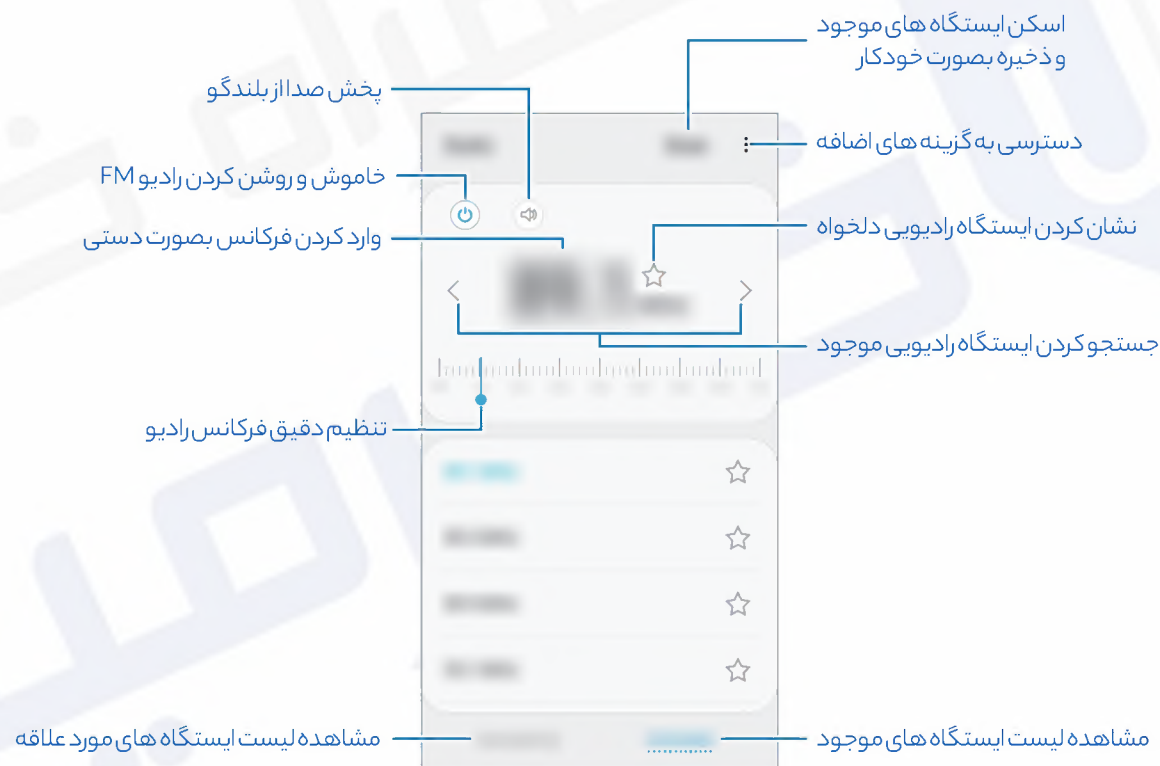 اسکن ایستگاه های موجود
و ذخیره بصورت خودکار
پخش صدا از بلندگو
دسترسی به گزینه های اضافه
خاموش و روشن کردن رادیو FM
نشان کردن ایستگاه رادیویی دلخواه
وارد کردن فرکانس بصورت دستی
جستجو کردن ایستگاه رادیویی موجود
تنظیم دقیق فرکانس رادیو
مشاهده لیست ایستگاه های موجود
مشاهده لیست ایستگاه های مورد علاقه